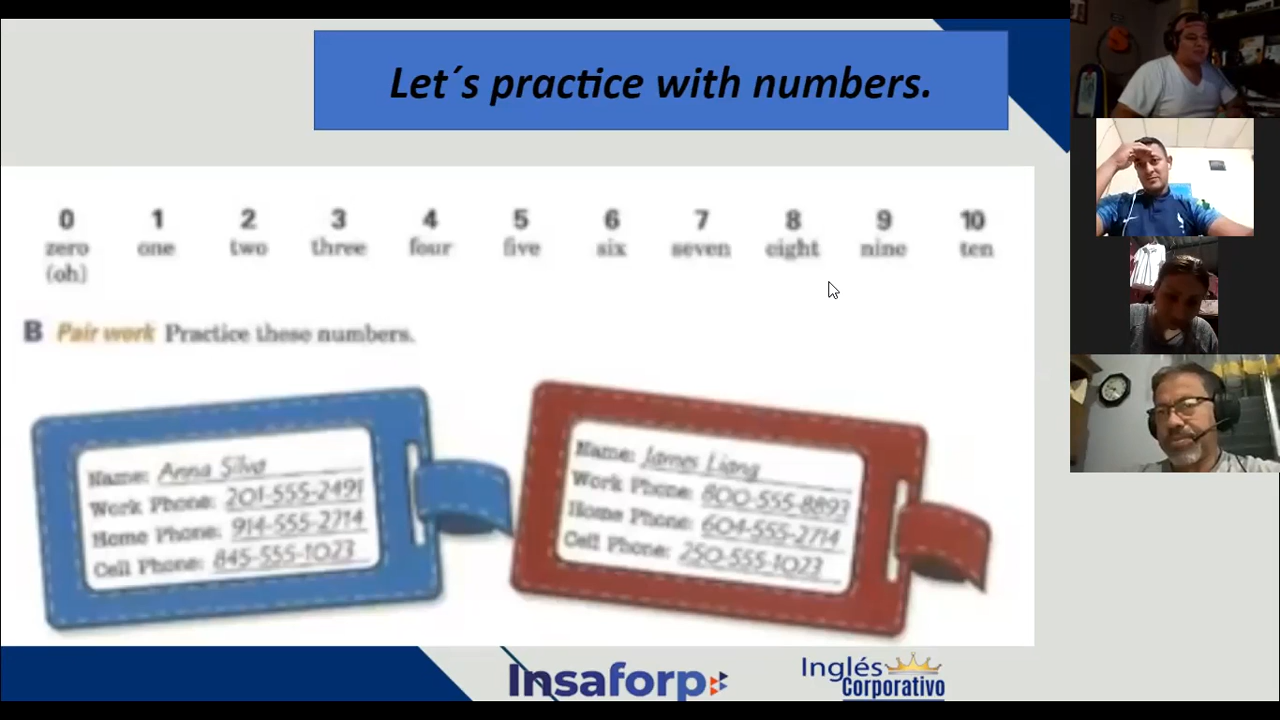 Let´s practice with numbers.
0 1 2 3 4 5 6 7 8 9 10
zero one two three four five six seven eight nine ten
(oh)
B Pair work Practice these numbers.
Name: Anna Silva
Work Phone: 201-555-2491
Home Phone: 914-555-2714
Cell Phone: 845-555-1023
Name: James Liang
Work Phone: 800-555-8893
Home Phone: 604-555-2714
Cell Phone: 250-555-1023
Insaforp
Inglés
Corporativo